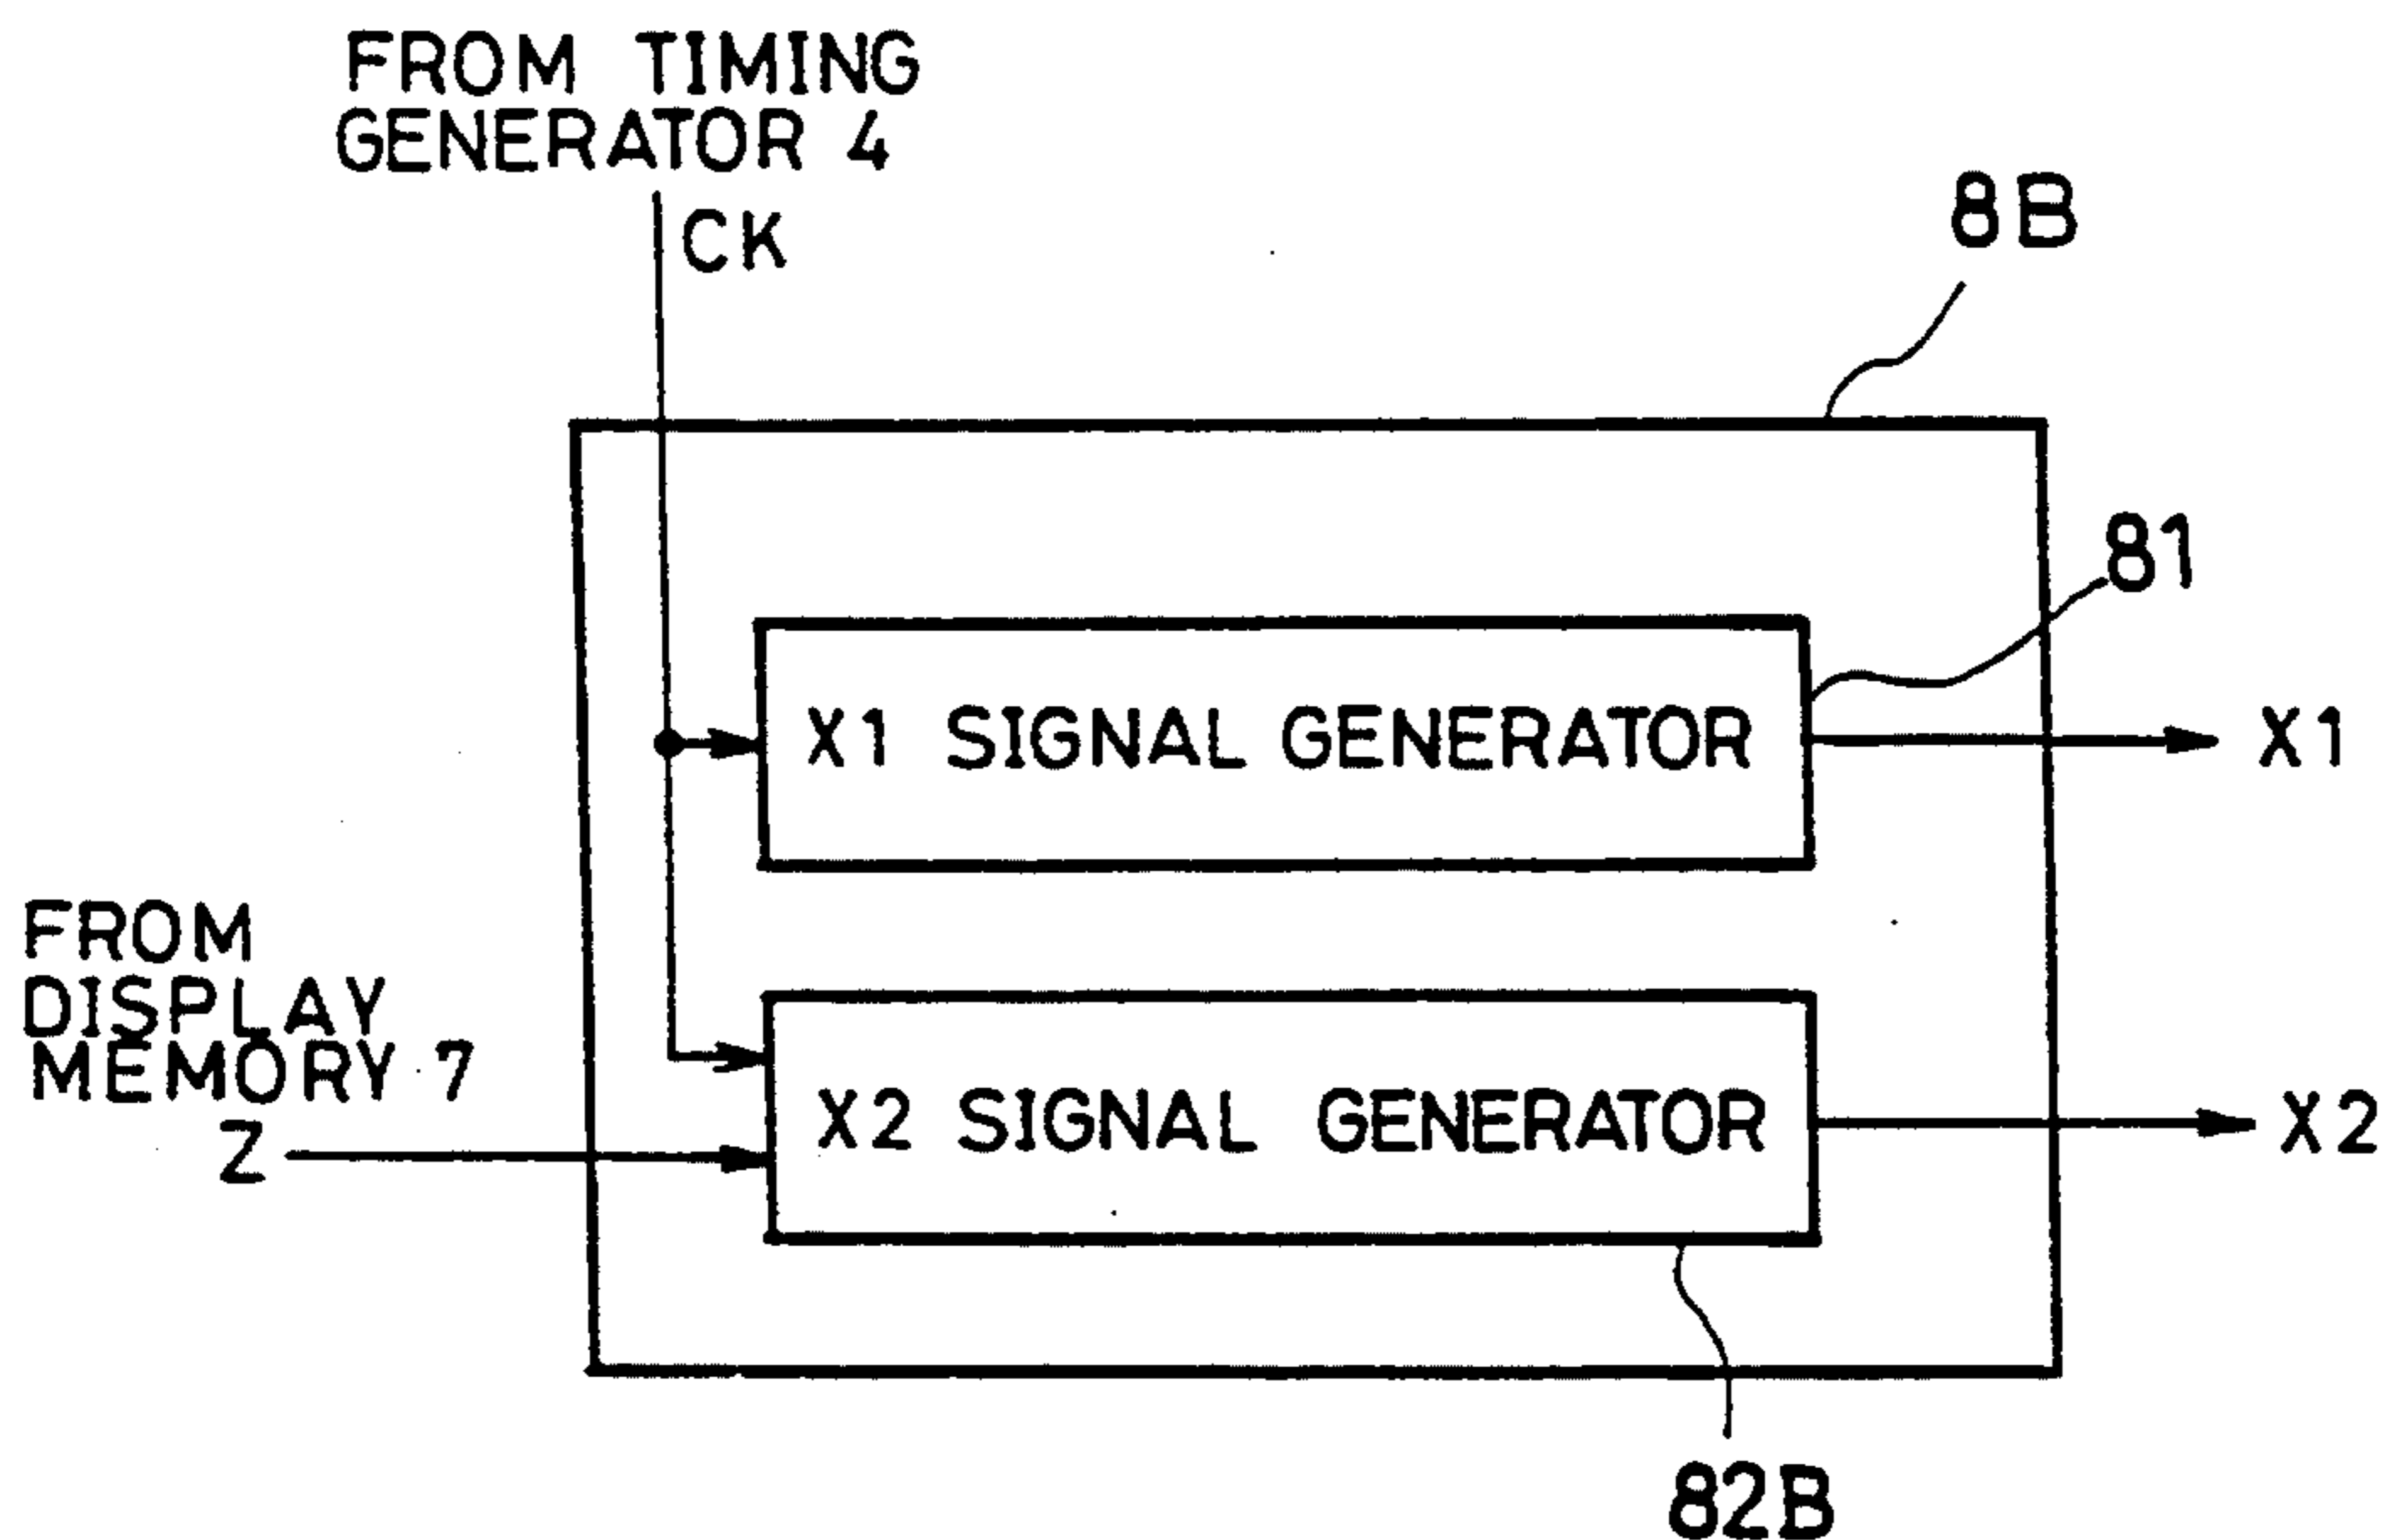 FROM TIMING
GENERATOR 4
CK
8B
81
X1 SIGNAL GENERATOR
X1
FROM
DISPLAY
MEMORY 7
Z
X2 SIGNAL GENERATOR
X2
82B